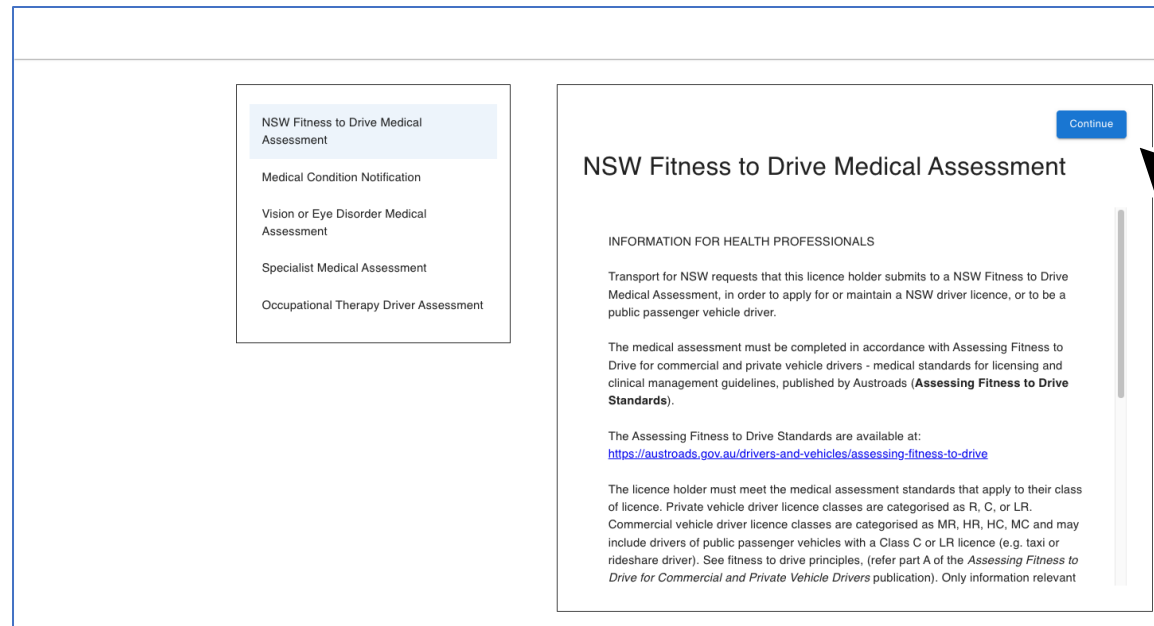 NSW Fitness to Drive Medical
Assessment
Medical Condition Notification
Vision or Eye Disorder Medical
Assessment
Specialist Medical Assessment
Occupational Therapy Driver Assessment
Continue
NSW Fitness to Drive Medical Assessment
INFORMATION FOR HEALTH PROFESSIONALS
Transport for NSW requests that this licence holder submits to a NSW Fitness to Drive
Medical Assessment, in order to apply for or maintain a NSW driver licence, or to be a
public passenger vehicle driver.
The medical assessment must be completed in accordance with Assessing Fitness to
Drive for commercial and private vehicle drivers - medical standards for licensing and
clinical management guidelines, published by Austroads (Assessing Fitness to Drive
Standards).
The Assessing Fitness to Drive Standards are available at:
https://austroads.gov.au/drivers-and-vehicles/assessing-fitness-to-drive
The licence holder must meet the medical assessment standards that apply to their class
of licence. Private vehicle driver licence classes are categorised as R, C, or LR.
Commercial vehicle driver licence classes are categorised as MR, HR, HC, MC and may
include drivers of public passenger vehicles with a Class C or LR licence (e.g. taxi or
rideshare driver). See fitness to drive principles, (refer part A of the Assessing Fitness to
Drive for Commercial and Private Vehicle Drivers publication). Only information relevant